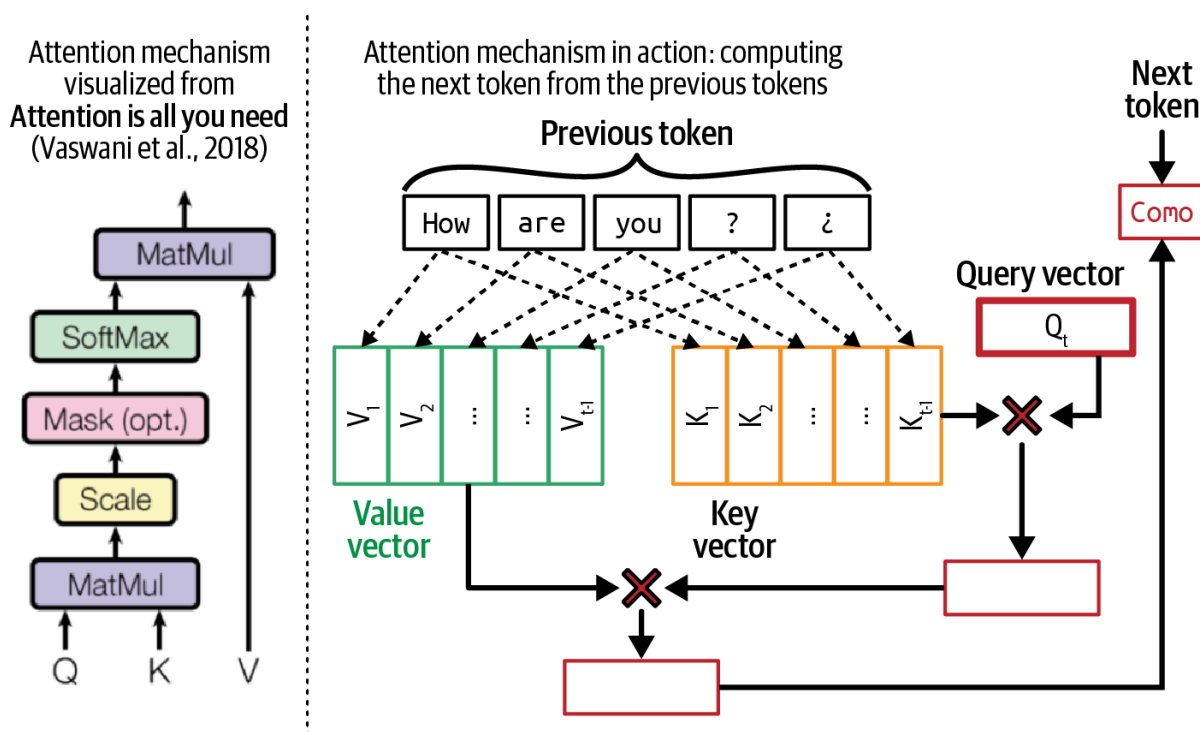 Attention mechanism
visualized from
Attention is all you need
(Vaswani et al., 2018)
MatMul
SoftMax
Mask (opt.)
Scale
MatMul
Q K V
Attention mechanism in action: computing
the next token from the previous tokens
Previous token
How are you ? ¿
Next
token
Como
Query vector
Qt
V1 V2 ... ... Vt-1
K1 K2 ... ... Kt-1
Value
vector
Key
vector